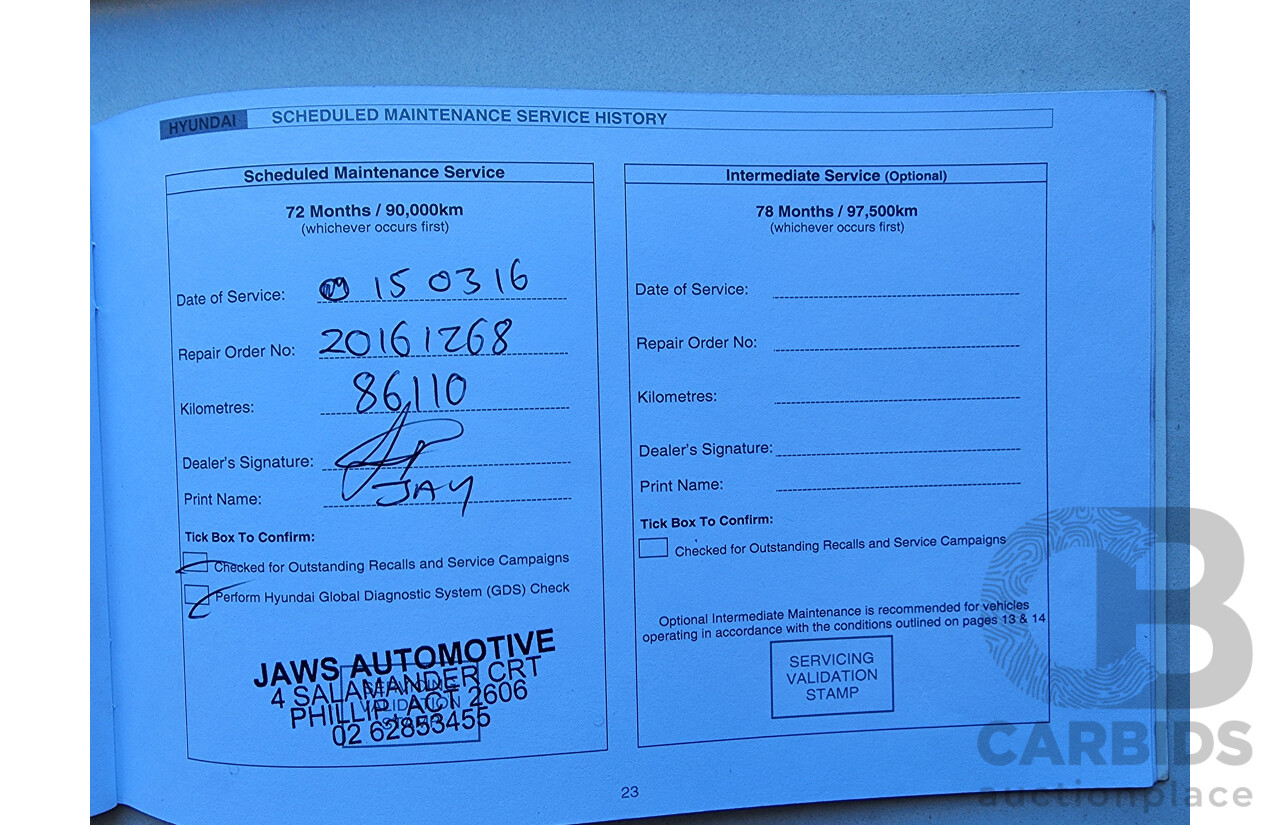 HYUNDAI SCHEDULED MAINTENANCE SERVICE HISTORY
Scheduled Maintenance Service
72 Months / 90,000km
(whichever occurs first)
Date of Service: 15 03 16
Repair Order No: 20161268
Kilometres: 86,110
Dealer's Signature:
Print Name: JAY
Tick Box To Confirm:
Checked for Outstanding Recalls and Service Campaigns
Perform Hyundai Global Diagnostic System (GDS) Check
JAWS AUTOMOTIVE
4 SALAMANDER CRT
PHILLIP, ACT 2606
02 62853455
Intermediate Service (Optional)
78 Months / 97,500km
(whichever occurs first)
Date of Service:
Repair Order No:
Kilometres:
Dealer's Signature:
Print Name:
Tick Box To Confirm:
Checked for Outstanding Recalls and Service Campaigns
Optional Intermediate Maintenance is recommended for vehicles
operating in accordance with the conditions outlined on pages 13 & 14
SERVICING
VALIDATION
STAMP
23
CB
CARBIDS
auctionplace